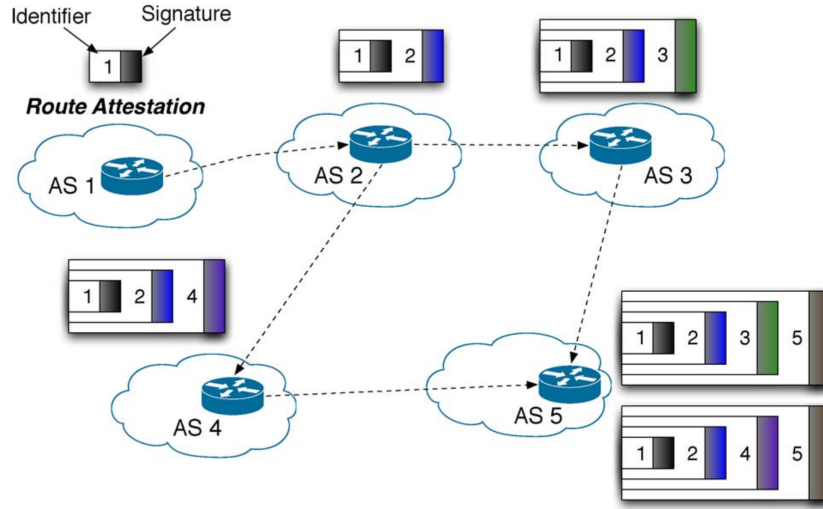 Identifier
Signature
1
Route Attestation
1 2
1 2 3
AS 1
AS 2
AS 3
1 2 4
1 2 3 5
AS 4
AS 5
1 2 4 5